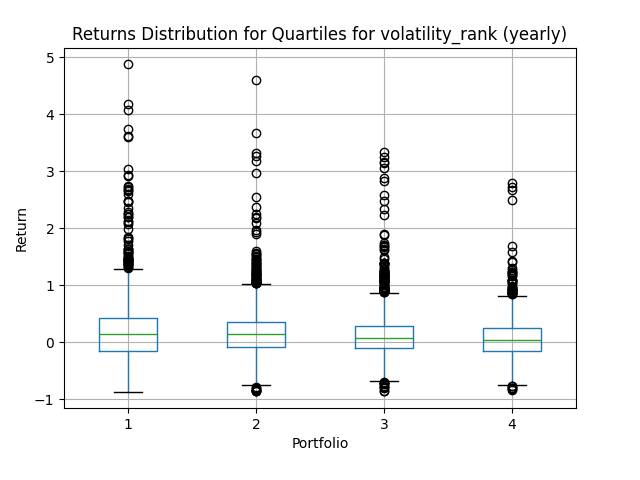 Returns Distribution for Quartiles for volatility_rank (yearly)
5
4
3
2
1
0
−1
Return
1 2 3 4
Portfolio